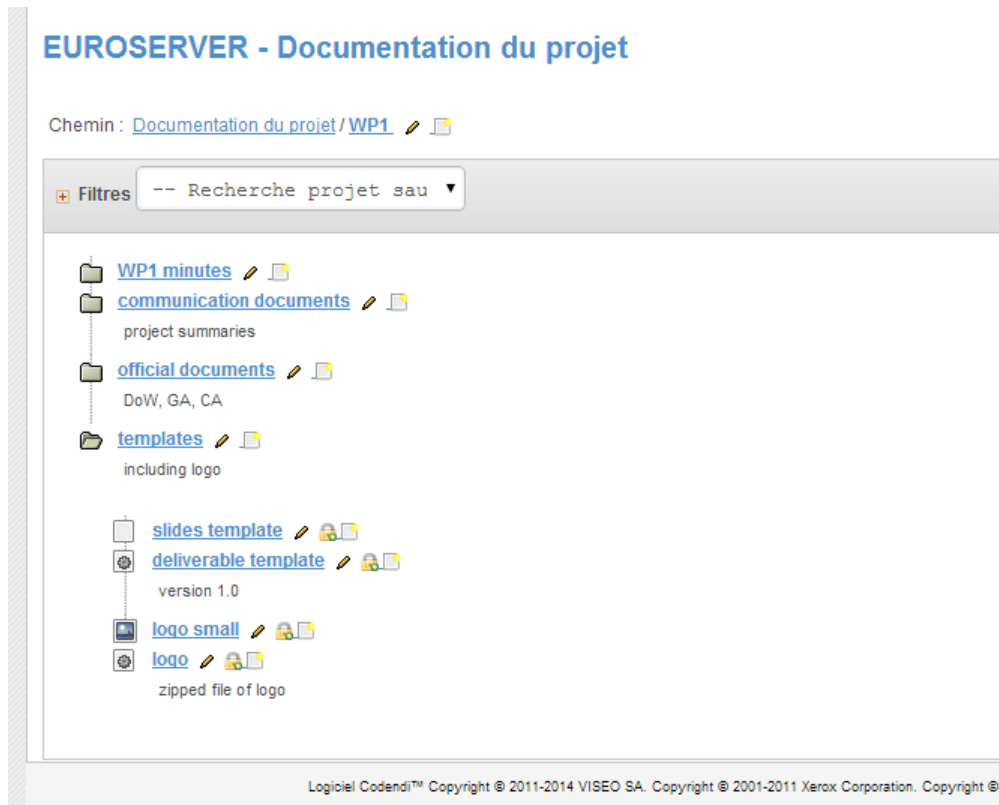 EUROSERVER - Documentation du projet
Chemin : Documentation du projet / WP1
Filtres -- Recherche projet sau
WP1 minutes
communication documents
project summaries
official documents
DoW, GA, CA
templates
including logo
slides template
deliverable template
version 1.0
logo small
logo
zipped file of logo
Logiciel Codendi™ Copyright © 2011-2014 VISEO SA. Copyright © 2001-2011 Xerox Corporation. Copyright ©